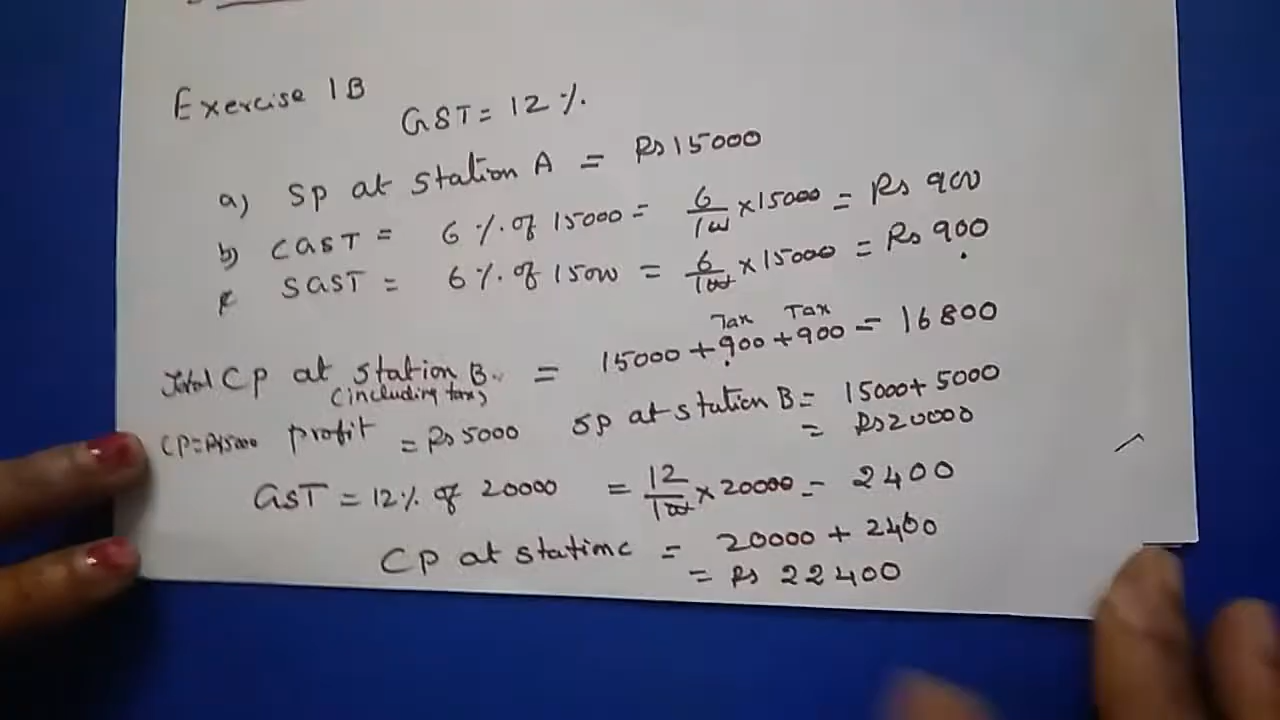 Exercise 1B
GST = 12 %.
a) SP at station A = Rs 15000
b) CGST = 6 %. of 15000 = 6/100 × 15000 = Rs 900
SGST = 6 %. of 1500 = 6/100 × 15000 = Rs 900
Tax Tax
Total CP at station B. = 15000 + 900 + 900 = 16800
(including tax)
CP = Rs 15000 profit = Rs 5000 SP at station B = 15000 + 5000
= Rs 20000
GST = 12 %. of 20000 = 12/100 × 20000 = 2400
CP at station C = 20000 + 2400
= Rs 22400